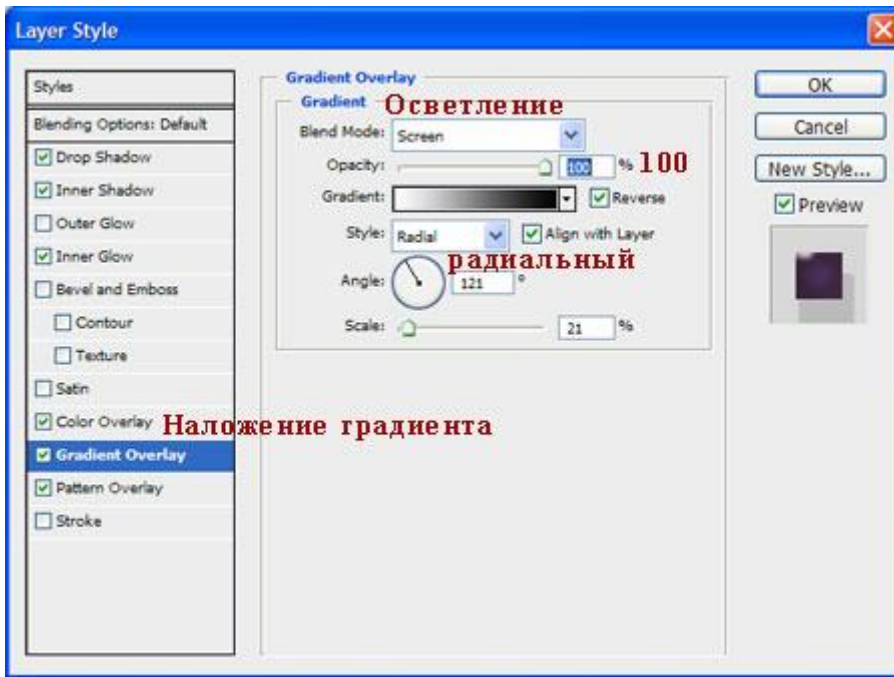 Layer Style
Styles
Blending Options: Default
Drop Shadow
Inner Shadow
Outer Glow
Inner Glow
Bevel and Emboss
Contour
Texture
Satin
Color Overlay
Наложение градиента
Gradient Overlay
Pattern Overlay
Stroke
Gradient Overlay
Gradient
Осветление
Blend Mode: Screen
Opacity: 100 % 100
Gradient: Reverse
Style: Radial Align with Layer
радиальный
Angle: 121 °
Scale: 21 %
OK
Cancel
New Style...
Preview